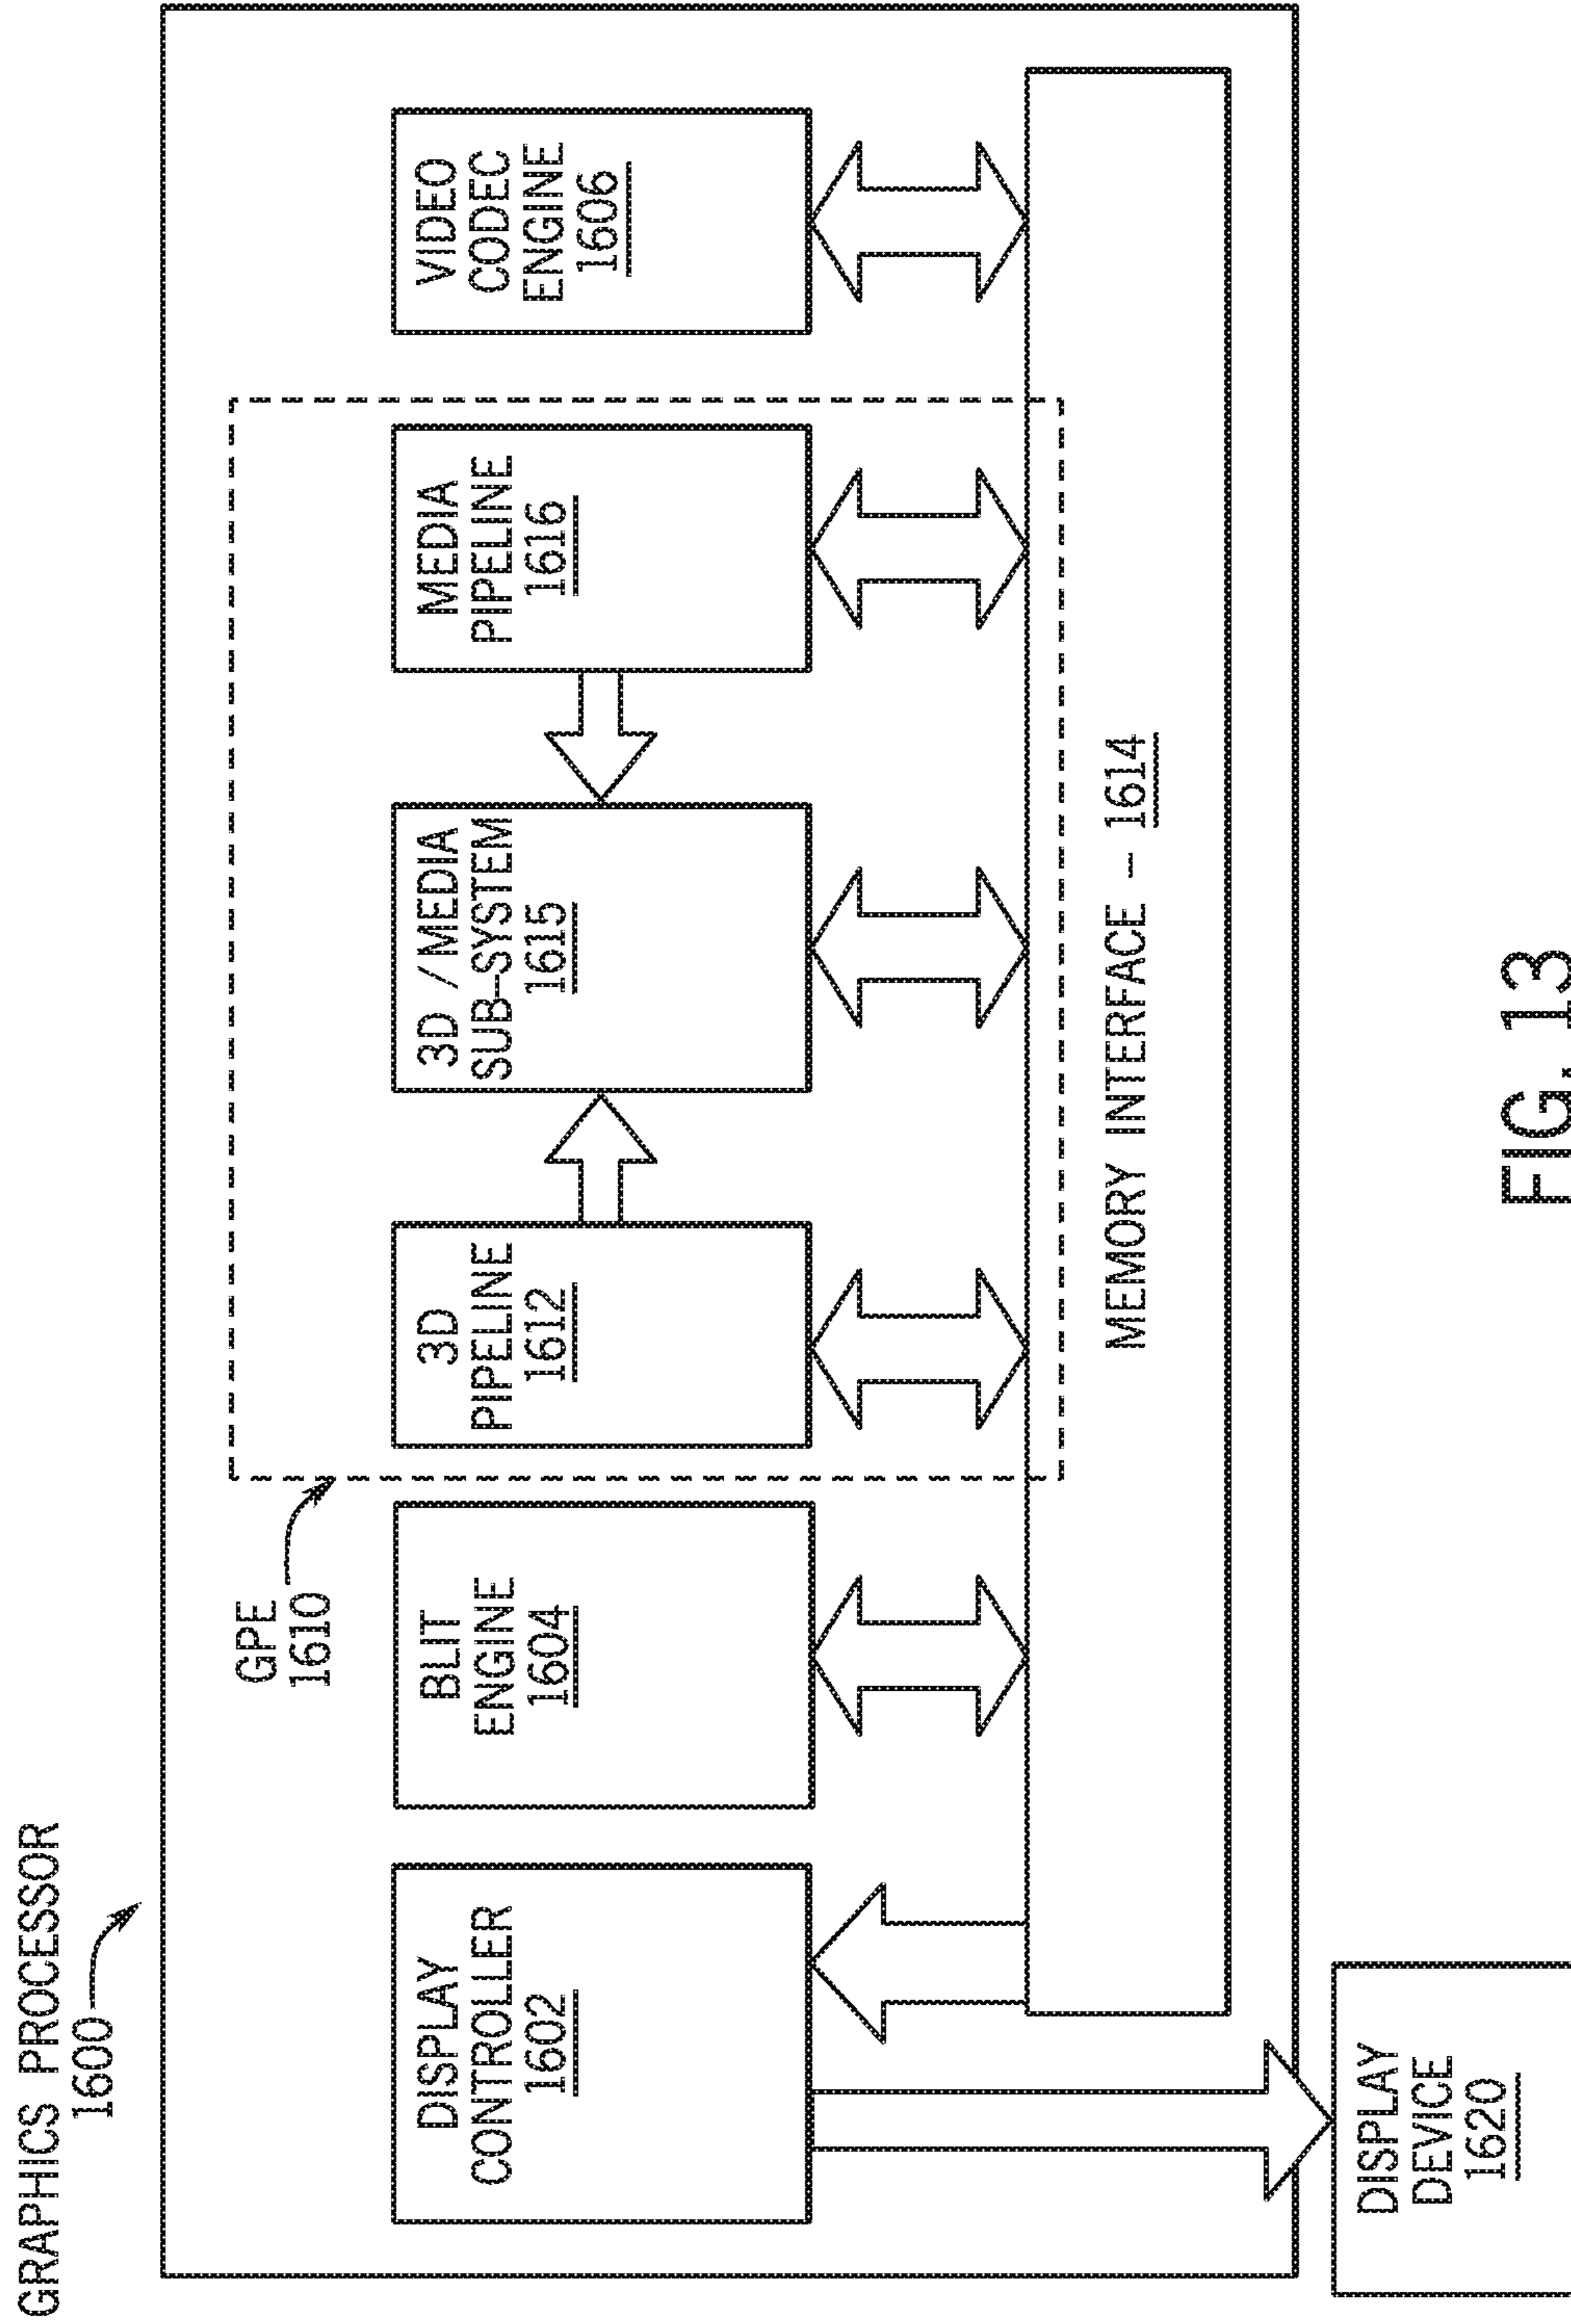 GRAPHICS PROCESSOR
1600
GPE
1610
DISPLAY
CONTROLLER
1602
BLIT
ENGINE
1604
3D
PIPELINE
1612
3D / MEDIA
SUB-SYSTEM
1615
MEDIA
PIPELINE
1616
VIDEO
CODEC
ENGINE
1606
MEMORY INTERFACE - 1614
DISPLAY
DEVICE
1620
FIG. 13